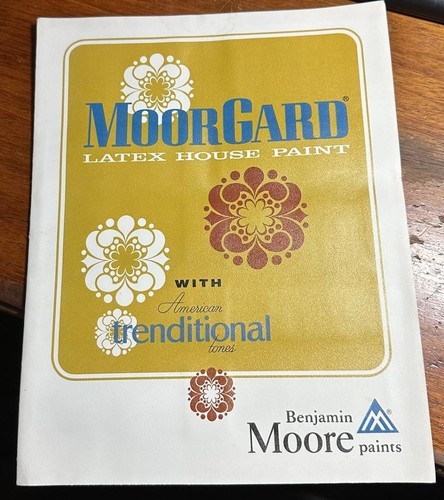 MOORGARD®
LATEX HOUSE PAINT
WITH
American
trenditional
tones
Benjamin
Moore paints